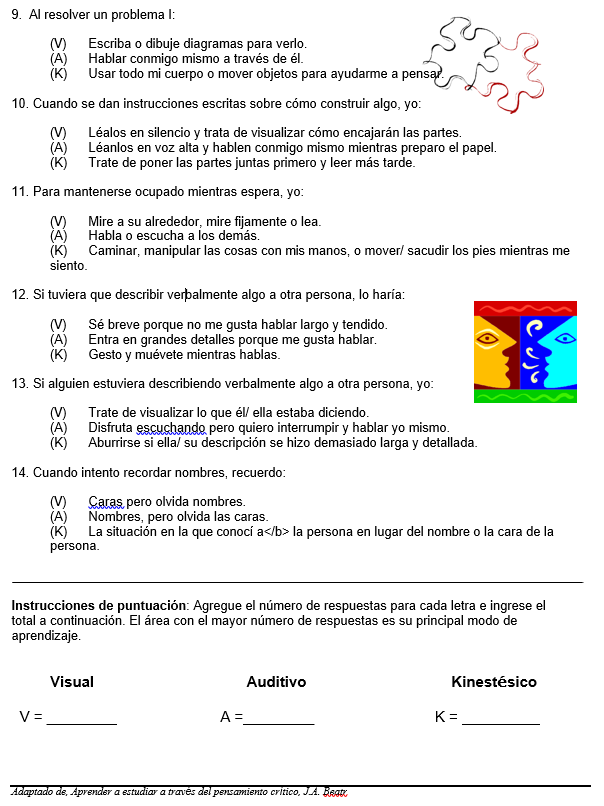 9. Al resolver un problema I:
(V) Escriba o dibuje diagramas para verlo.
(A) Hablar conmigo mismo a través de él.
(K) Usar todo mi cuerpo o mover objetos para ayudarme a pensar.
10. Cuando se dan instrucciones escritas sobre cómo construir algo, yo:
(V) Léalos en silencio y trata de visualizar cómo encajarán las partes.
(A) Léanlos en voz alta y hablen conmigo mismo mientras preparo el papel.
(K) Trate de poner las partes juntas primero y leer más tarde.
11. Para mantenerse ocupado mientras espera, yo:
(V) Mire a su alrededor, mire fijamente o lea.
(A) Habla o escucha a los demás.
(K) Caminar, manipular las cosas con mis manos, o mover/ sacudir los pies mientras me
siento.
12. Si tuviera que describir verbalmente algo a otra persona, lo haría:
(V) Sé breve porque no me gusta hablar largo y tendido.
(A) Entra en grandes detalles porque me gusta hablar.
(K) Gesto y muévete mientras hablas.
13. Si alguien estuviera describiendo verbalmente algo a otra persona, yo:
(V) Trate de visualizar lo que él/ ella estaba diciendo.
(A) Disfruta escuchando pero quiero interrumpir y hablar yo mismo.
(K) Aburrirse si ella/ su descripción se hizo demasiado larga y detallada.
14. Cuando intento recordar nombres, recuerdo:
(V) Caras pero olvida nombres.
(A) Nombres, pero olvida las caras.
(K) La situación en la que conocí a</b> la persona en lugar del nombre o la cara de la
persona.
Instrucciones de puntuación: Agregue el número de respuestas para cada letra e ingrese el
total a continuación. El área con el mayor número de respuestas es su principal modo de
aprendizaje.
Visual Auditivo Kinestésico
V = _________ A =_________ K = _________
Adaptado de, Aprender a estudiar a través del pensamiento crítico, J.A. Beatr.